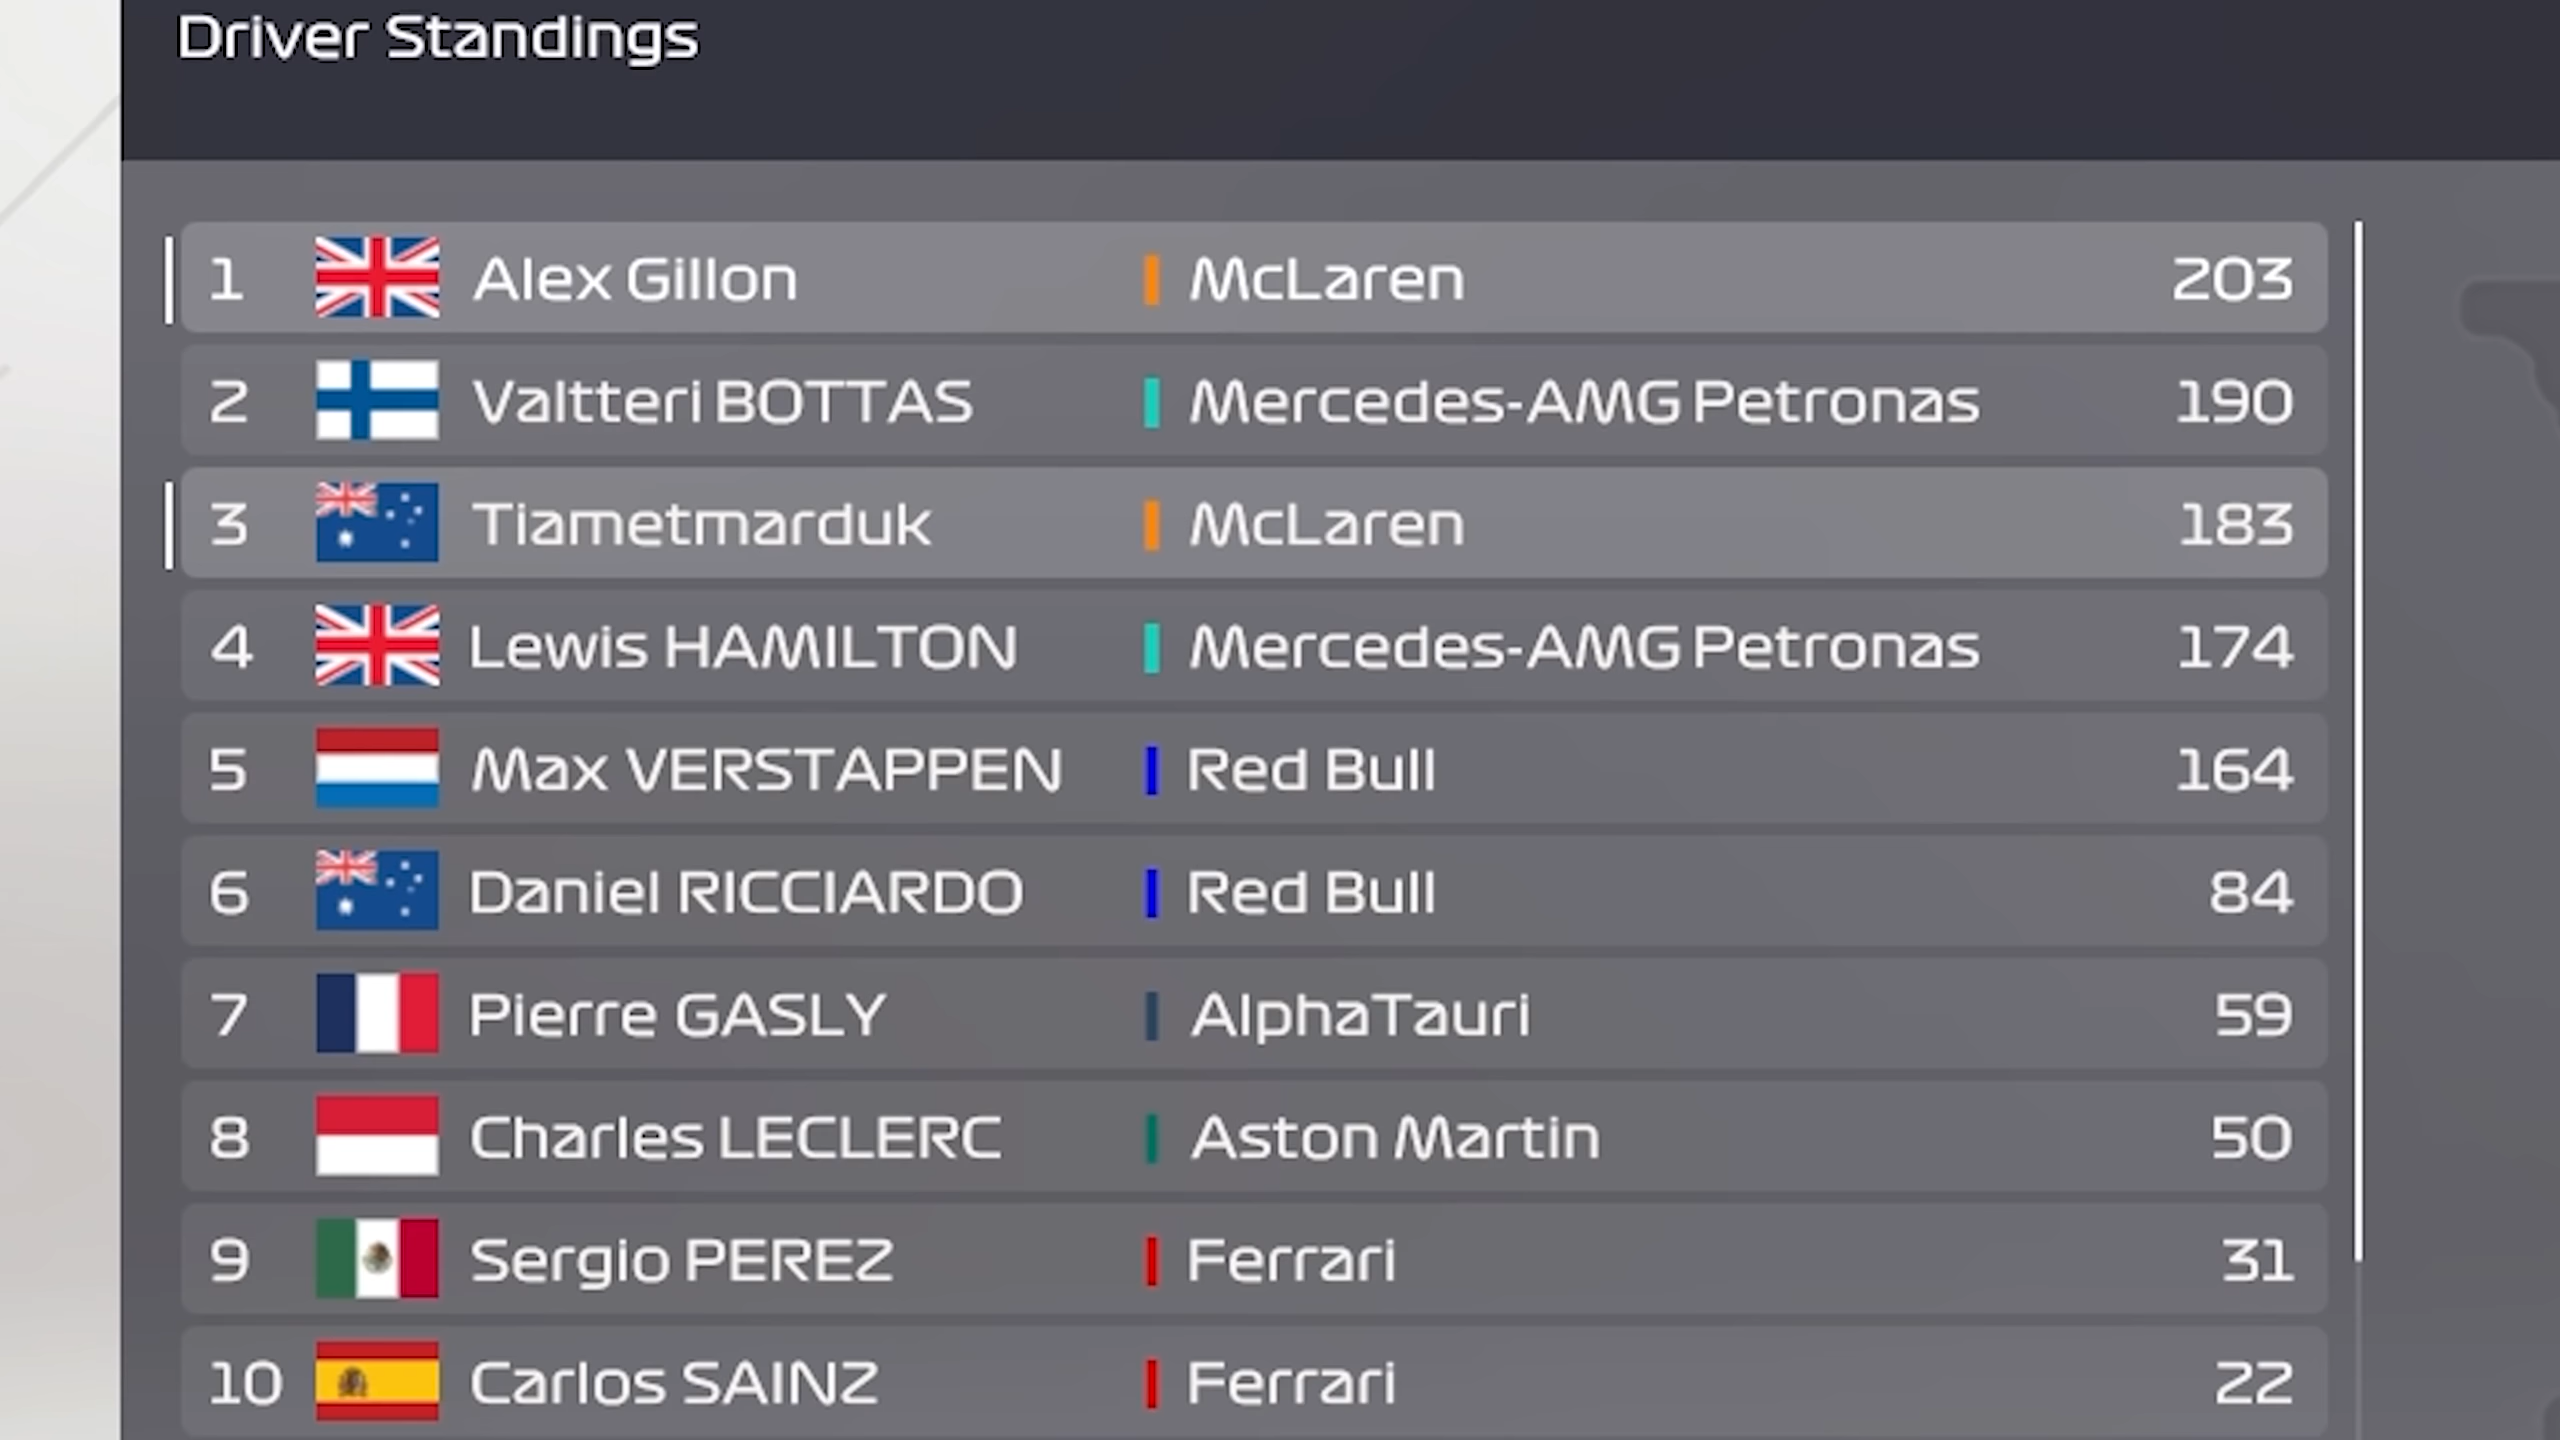 Driver Standings
1 Alex Gillon McLaren 203
2 Valtteri BOTTAS Mercedes-AMG Petronas 190
3 Tiametmarduk McLaren 183
4 Lewis HAMILTON Mercedes-AMG Petronas 174
5 Max VERSTAPPEN Red Bull 164
6 Daniel RICCIARDO Red Bull 84
7 Pierre GASLY AlphaTauri 59
8 Charles LECLERC Aston Martin 50
9 Sergio PEREZ Ferrari 31
10 Carlos SAINZ Ferrari 22